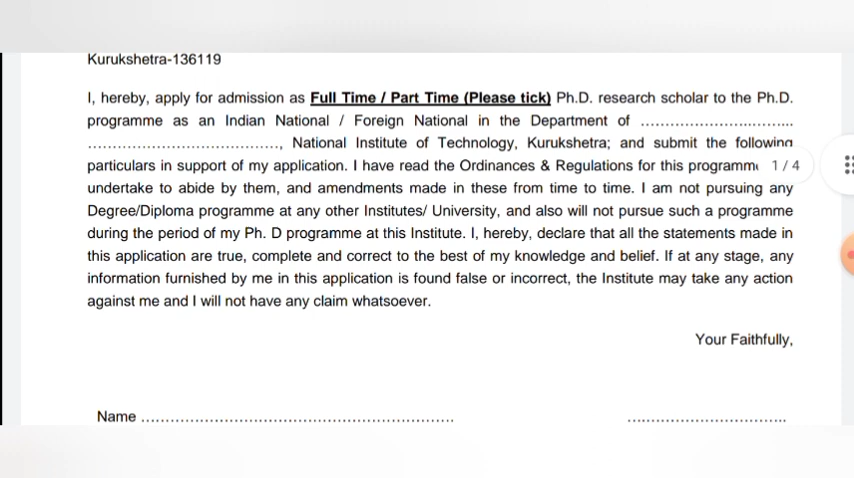 Kurukshetra-136119
I, hereby, apply for admission as Full Time / Part Time (Please tick) Ph.D. research scholar to the Ph.D.
programme as an Indian National / Foreign National in the Department of ................................
........................................, National Institute of Technology, Kurukshetra; and submit the following
particulars in support of my application. I have read the Ordinances & Regulations for this programm 1 / 4
undertake to abide by them, and amendments made in these from time to time. I am not pursuing any
Degree/Diploma programme at any other Institutes/ University, and also will not pursue such a programme
during the period of my Ph. D programme at this Institute. I, hereby, declare that all the statements made in
this application are true, complete and correct to the best of my knowledge and belief. If at any stage, any
information furnished by me in this application is found false or incorrect, the Institute may take any action
against me and I will not have any claim whatsoever.
Your Faithfully,
Name ................................................................. .................................